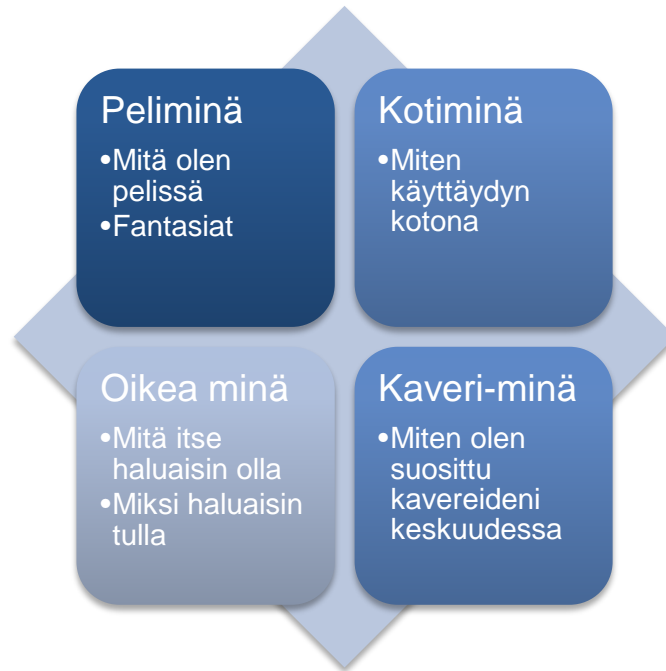 Peliminä
•Mitä olen
pelissä
•Fantasiat
Kotiminä
•Miten
käyttäydyn
kotona
Oikea minä
•Mitä itse
haluaisin olla
•Miksi haluaisin
tulla
Kaveri-minä
•Miten olen
suosittu
kavereideni
keskuudessa